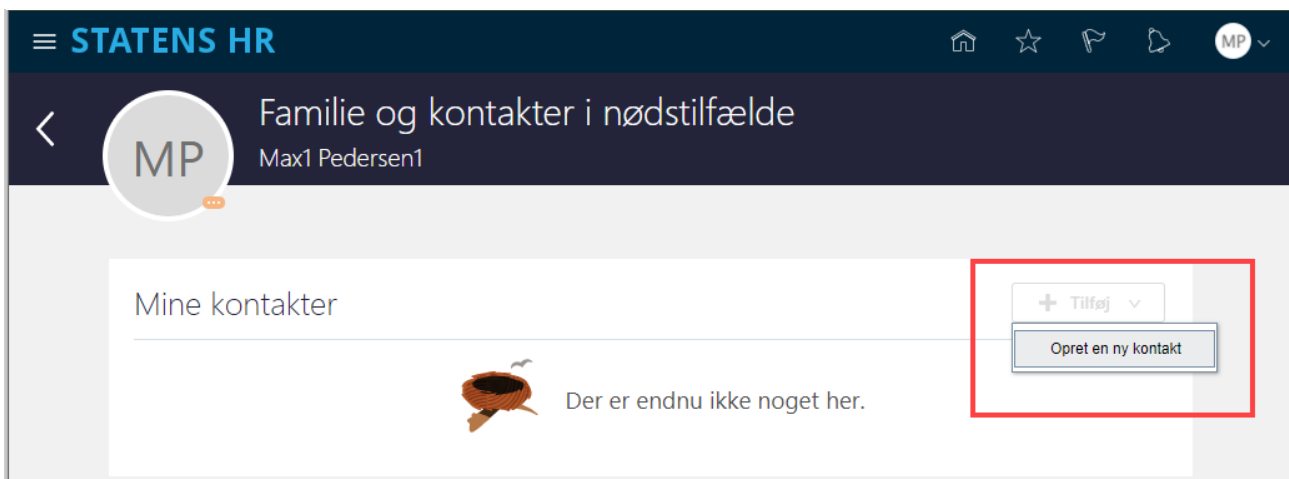 STATENS HR
MP
Familie og kontakter i nødstilfælde
MP
Max1 Pedersen1
Mine kontakter
Tilføj
Opret en ny kontakt
Der er endnu ikke noget her.